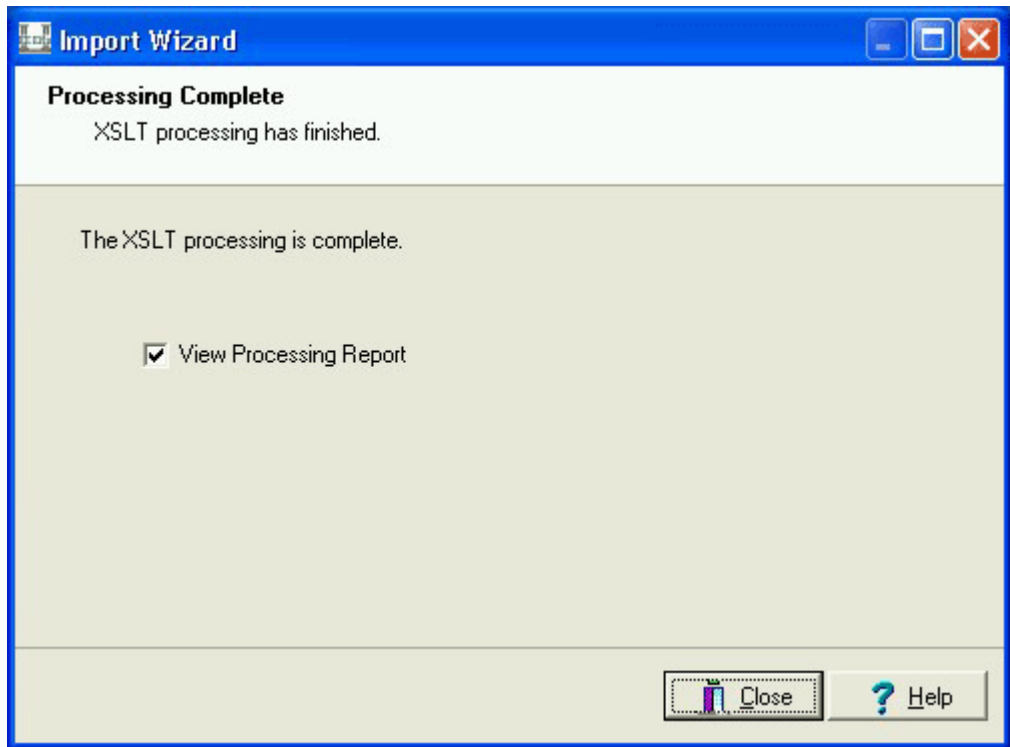 Import Wizard
Processing Complete
XSLT processing has finished.
The XSLT processing is complete.
View Processing Report
Close
Help